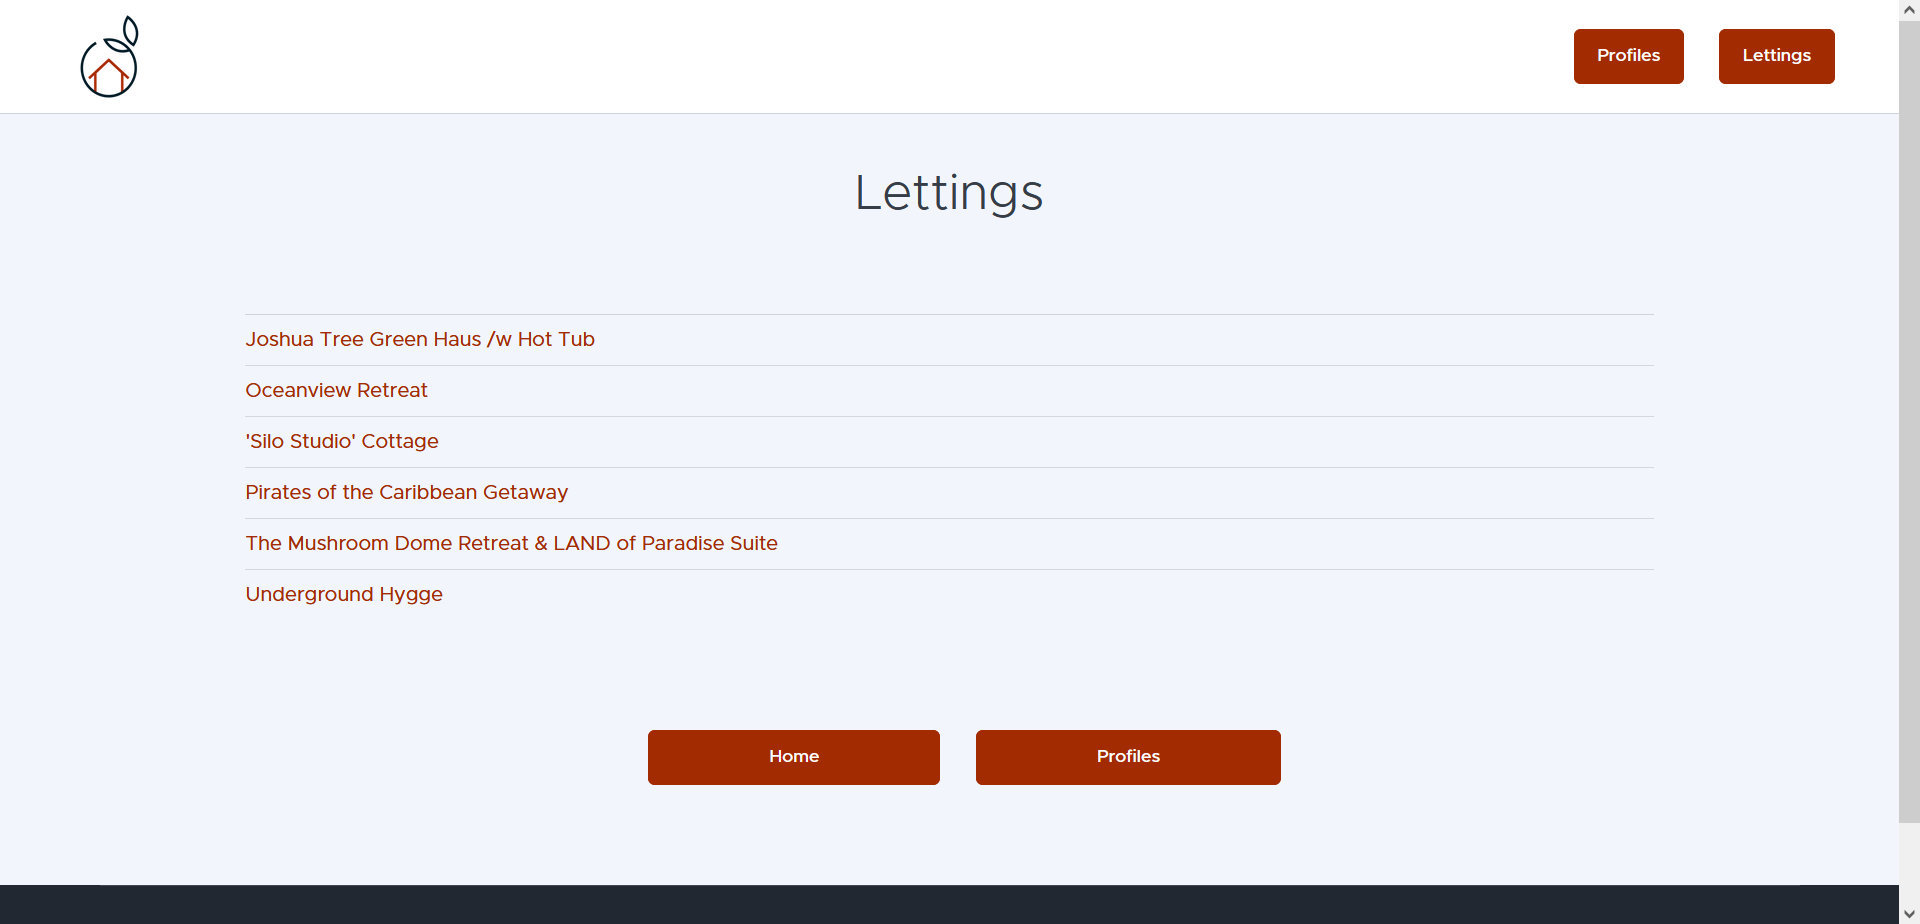 Profiles
Lettings
Lettings
Joshua Tree Green Haus /w Hot Tub
Oceanview Retreat
'Silo Studio' Cottage
Pirates of the Caribbean Getaway
The Mushroom Dome Retreat & LAND of Paradise Suite
Underground Hygge
Home
Profiles